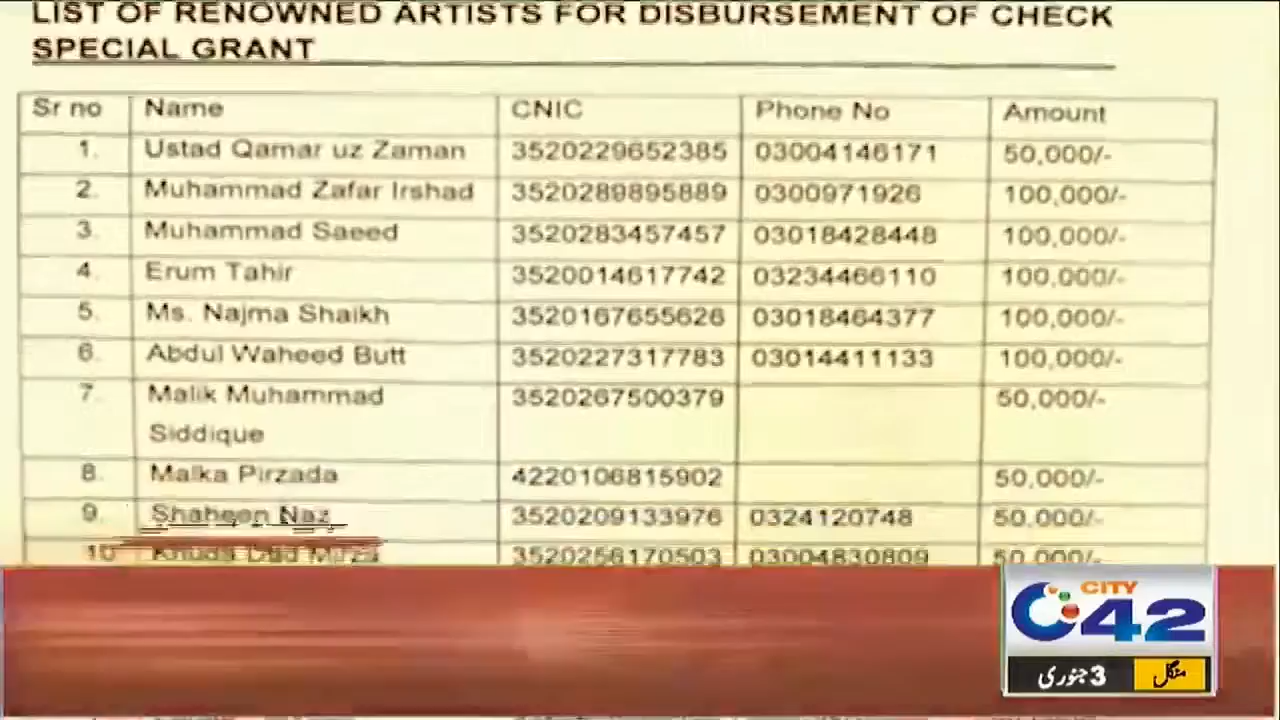 LIST OF RENOWNED ARTISTS FOR DISBURSEMENT OF CHECK
SPECIAL GRANT
Sr no Name CNIC Phone No Amount
1. Ustad Qamar uz Zaman 3520229652385 03004146171 50,000/-
2. Muhammad Zafar Irshad 3520289895889 0300971926 100,000/-
3. Muhammad Saeed 3520283457457 03018428448 100,000/-
4. Erum Tahir 3520014617742 03234466110 100,000/-
5. Ms. Najma Shaikh 3520167655626 03018464377 100,000/-
6. Abdul Waheed Butt 3520227317783 03014411133 100,000/-
7. Malik Muhammad 3520267500379 50,000/-
Siddique
8. Malka Pirzada 4220106815902 50,000/-
9. Shaheen Naz 3520209133976 0324120748 50,000/-
10 3520256170503 03004830809 50,000/-
CITY
42
منگل 3 جنوری